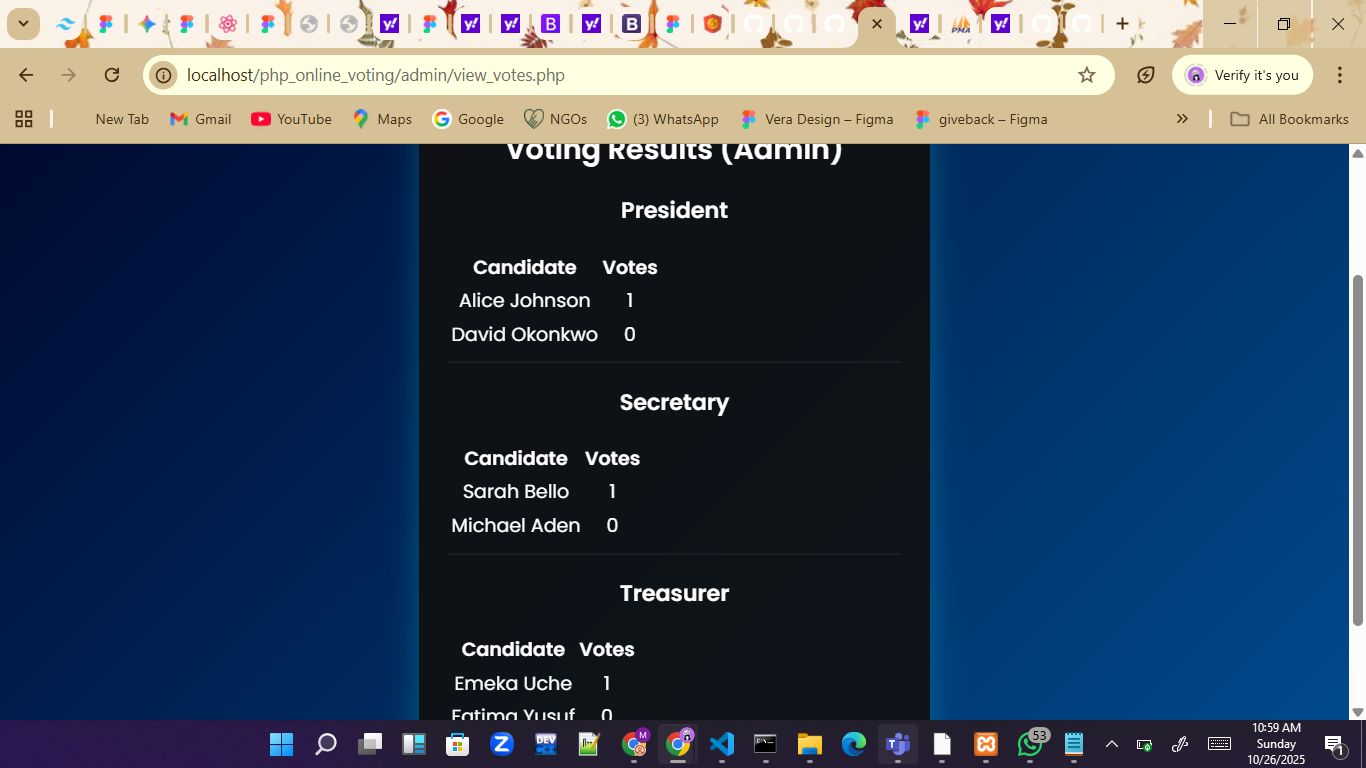 localhost/php_online_voting/admin/view_votes.php
Verify it's you
New Tab Gmail YouTube Maps Google NGOs (3) WhatsApp Vera Design – Figma giveback – Figma » All Bookmarks
Voting Results (Admin)
President
Candidate Votes
Alice Johnson 1
David Okonkwo 0
Secretary
Candidate Votes
Sarah Bello 1
Michael Aden 0
Treasurer
Candidate Votes
Emeka Uche 1
Fatima Yusuf 0
53
10:59 AM
Sunday
10/26/2025
1